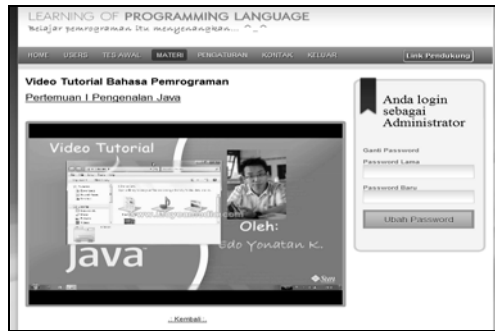 LEARNING OF PROGRAMMING LANGUAGE
Belajar pemrograman itu menyenangkan... ^_^
HOME USERS TES AWAL MATERI PENGATURAN KONTAK KELUAR Link Pendukung
Video Tutorial Bahasa Pemrograman
Pertemuan I Pengenalan Java
Video Tutorial
Oleh:
Edo Yonatan K.
Java
Sun
.: Kembali :.
Anda login
sebagai
Administrator
Ganti Password
Password Lama
Password Baru
Ubah Password